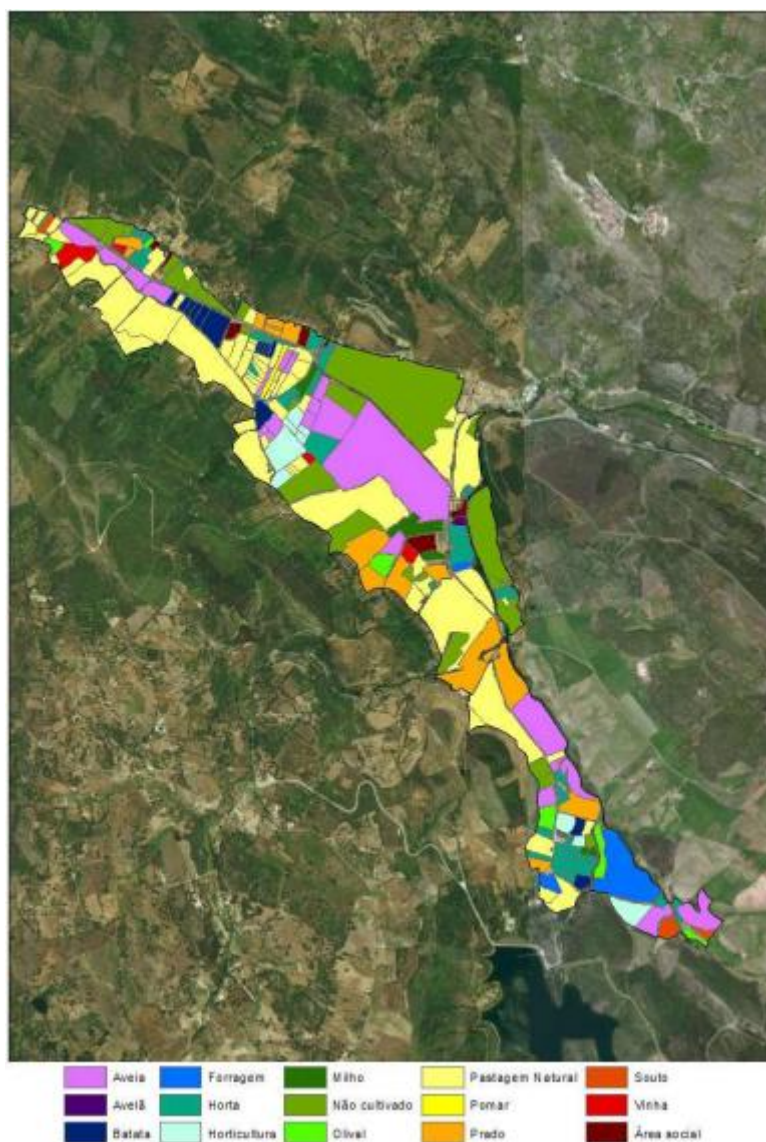 Aveia Forragem Milho Pastagem Natural Souto
Avelã Horta Não cultivado Pomar Vinha
Batata Horticultura Olival Prado Área social